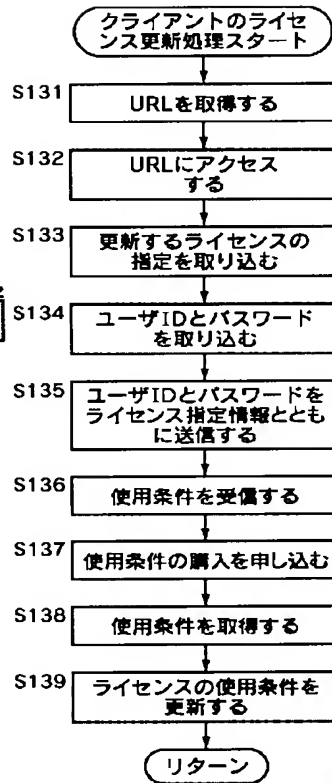 クライアントのライセ
ンス更新処理スタート
S131
URLを取得する
S132
URLにアクセス
する
S133
更新するライセンスの
指定を取り込む
S134
ユーザIDとパスワード
を取り込む
S135
ユーザIDとパスワードを
ライセンス指定情報ととも
に送信する
S136
使用条件を受信する
S137
使用条件の購入を申し込む
S138
使用条件を取得する
S139
ライセンスの使用条件を
更新する
リターン